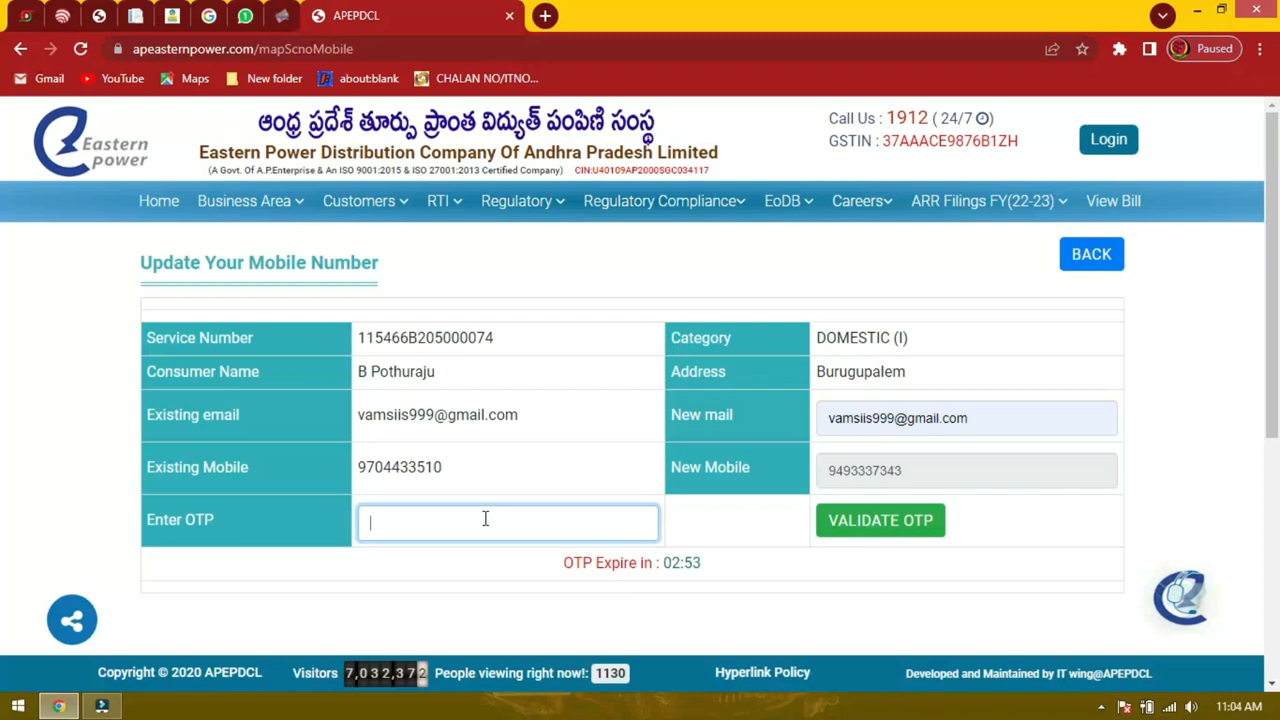 APEPDCL
apeasternpower.com/mapScnoMobile
Paused
Gmail
YouTube
Maps
New folder
about:blank
CHALAN NO/ITNO...
Eastern
power
ఆంధ్ర ప్రదేశ్ తూర్పు ప్రాంత విద్యుత్ పంపిణి సంస్థ
Eastern Power Distribution Company Of Andhra Pradesh Limited
(A Govt. Of A.P.Enterprise & An ISO 9001:2015 & ISO 27001:2013 Certified Company) CIN:U40109AP2000SGC034117
Call Us : 1912 ( 24/7 )
GSTIN : 37AAACE9876B1ZH
Login
Home Business Area Customers RTI Regulatory Regulatory Compliance EoDB Careers ARR Filings FY(22-23) View Bill
Update Your Mobile Number
BACK
Service Number 115466B205000074 Category DOMESTIC (I)
Consumer Name B Pothuraju Address Burugupalem
Existing email vamsiis999@gmail.com New mail vamsiis999@gmail.com
Existing Mobile 9704433510 New Mobile 9493337343
Enter OTP VALIDATE OTP
OTP Expire in : 02:53
Copyright © 2020 APEPDCL Visitors 7,032,372 People viewing right now!: 1130 Hyperlink Policy Developed and Maintained by IT wing@APEPDCL
11:04 AM